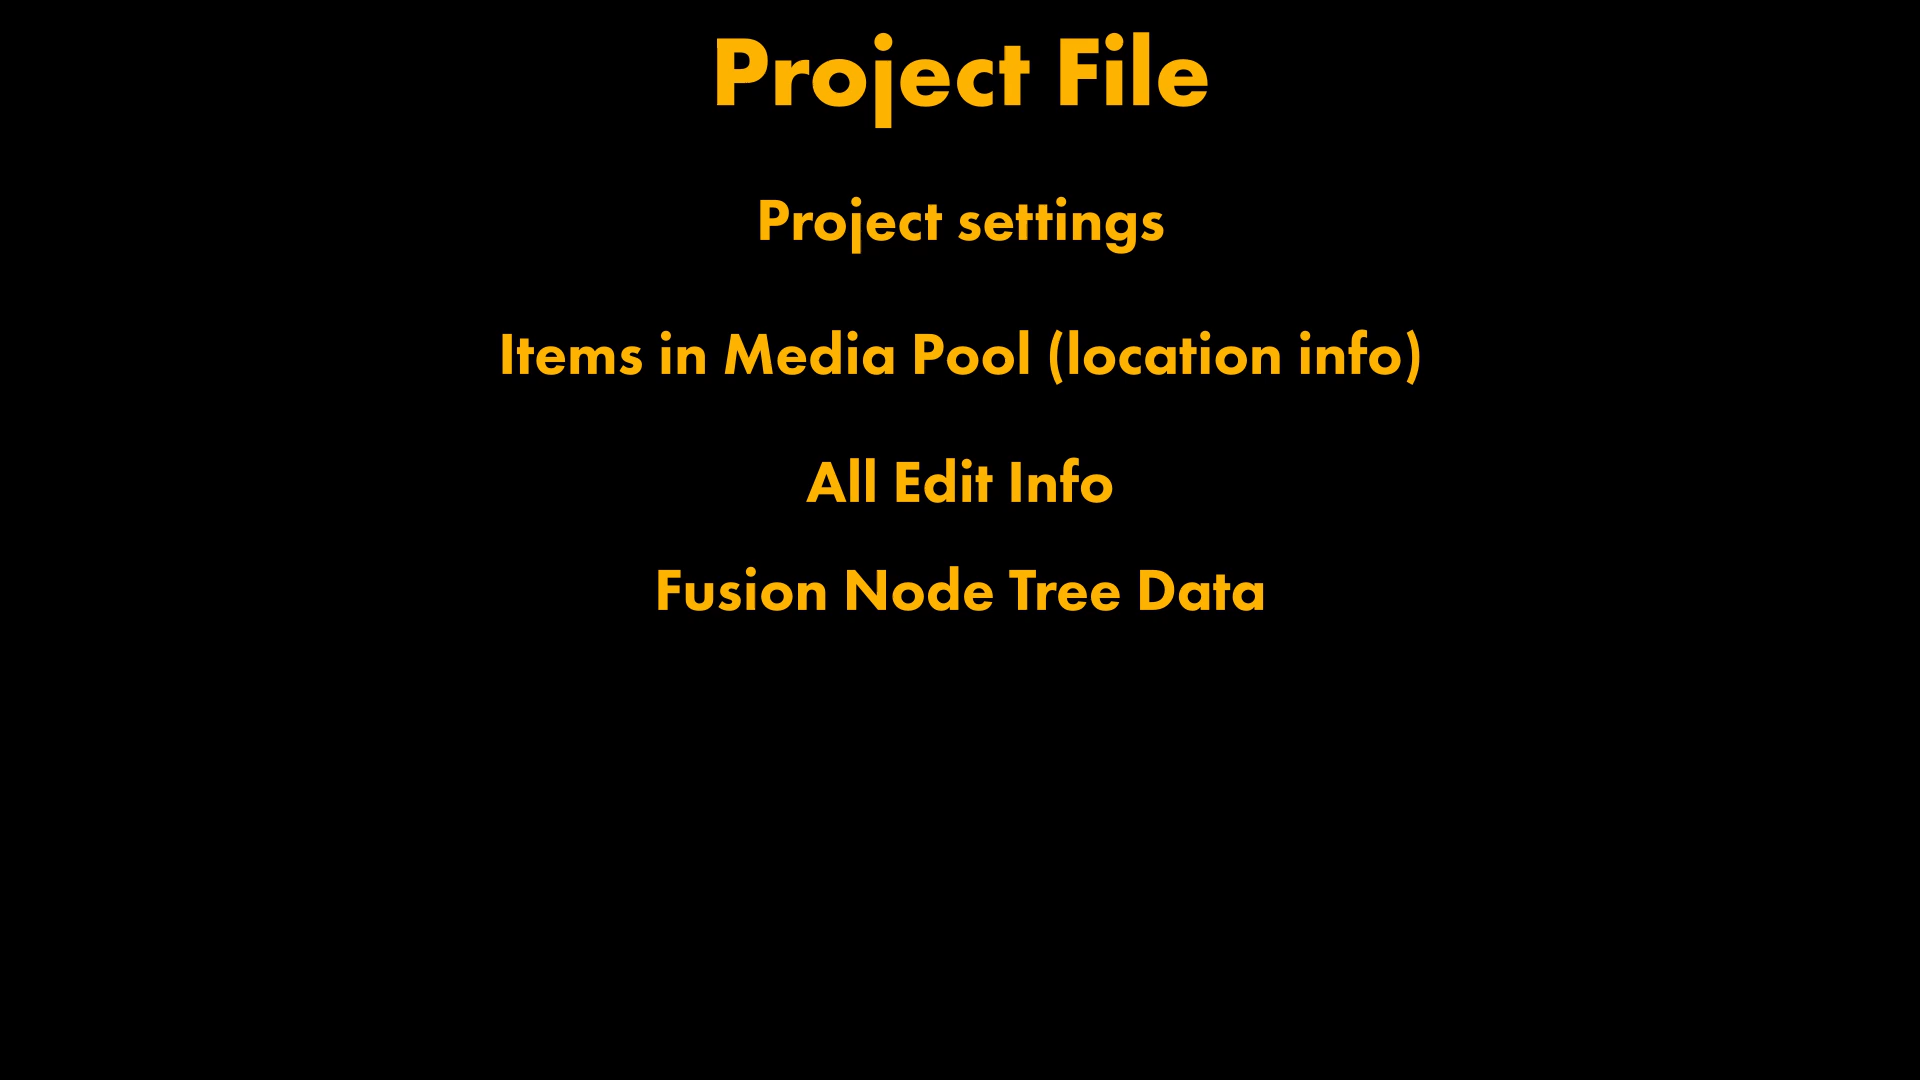 Project File
Project settings
Items in Media Pool (location info)
All Edit Info
Fusion Node Tree Data